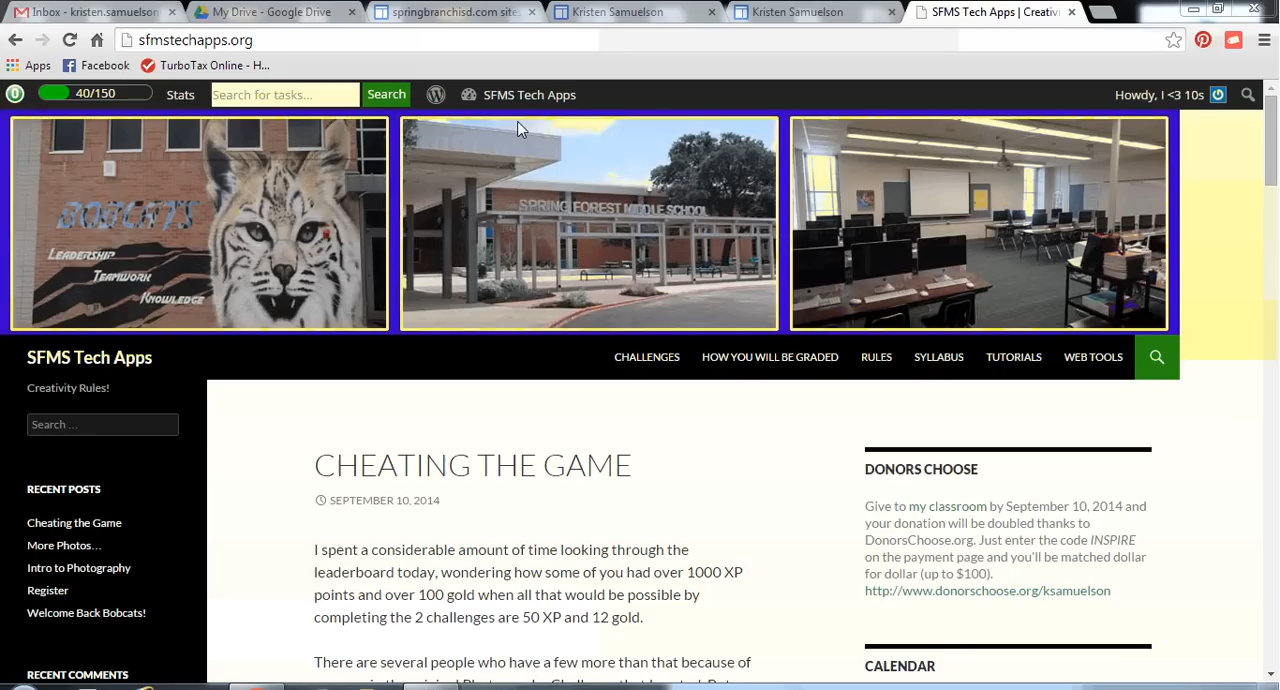 Inbox - kristen.samuelson
My Drive - Google Drive
springbranchisd.com site
Kristen Samuelson
Kristen Samuelson
SFMS Tech Apps | Creativi
sfmstechapps.org
Apps
Facebook
TurboTax Online - H...
0
40/150
Stats
Search for tasks...
Search
SFMS Tech Apps
Howdy, I <3 10s
BOBCATS
LEADERSHIP
TEAMWORK
KNOWLEDGE
SPRING FOREST MIDDLE SCHOOL
SFMS Tech Apps
CHALLENGES
HOW YOU WILL BE GRADED
RULES
SYLLABUS
TUTORIALS
WEB TOOLS
Creativity Rules!
Search ...
RECENT POSTS
Cheating the Game
More Photos...
Intro to Photography
Register
Welcome Back Bobcats!
RECENT COMMENTS
CHEATING THE GAME
SEPTEMBER 10, 2014
I spent a considerable amount of time looking through the
leaderboard today, wondering how some of you had over 1000 XP
points and over 100 gold when all that would be possible by
completing the 2 challenges are 50 XP and 12 gold.
There are several people who have a few more than that because of
DONORS CHOOSE
Give to my classroom by September 10, 2014 and
your donation will be doubled thanks to
DonorsChoose.org. Just enter the code INSPIRE
on the payment page and you'll be matched dollar
for dollar (up to $100).
http://www.donorschoose.org/ksamuelson
CALENDAR